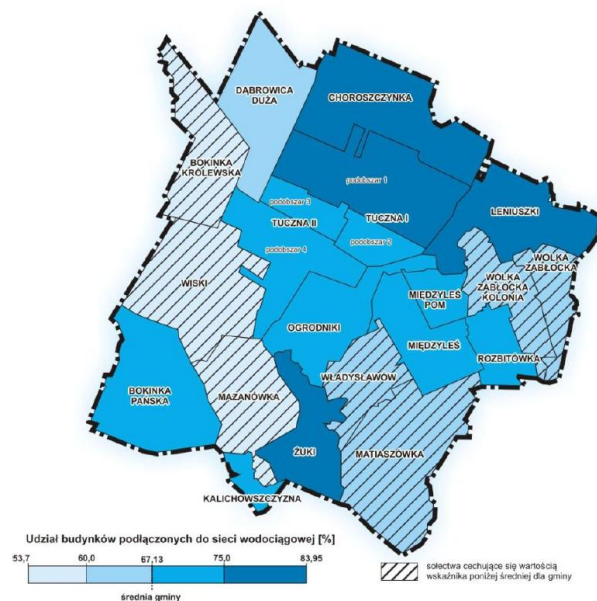 DĄBROWICA
DUŻA
CHOROSZCZYNKA
BOKINKA
KRÓLEWSKA
podobszar 1
podobszar 3
TUCZNA II
TUCZNA I
podobszar 2
podobszar 4
LENIUSZKI
WÓLKA
ZABŁOCKA
WÓLKA
ZABŁOCKA
KOLONIA
WISKI
MIĘDZYLEŚ
POM
OGRODNIKI
MIĘDZYLEŚ
ROZBITÓWKA
BOKINKA
PAŃSKA
MAZANÓWKA
WŁADYSŁAWÓW
ŻUKI
MATIASZÓWKA
KALICHOWSZCZYZNA
Udział budynków podłączonych do sieci wodociągowej [%]
53,7 60,0 67,13 75,0 83,95
średnia gminy
sołectwa cechujące się wartością
wskaźnika poniżej średniej dla gminy